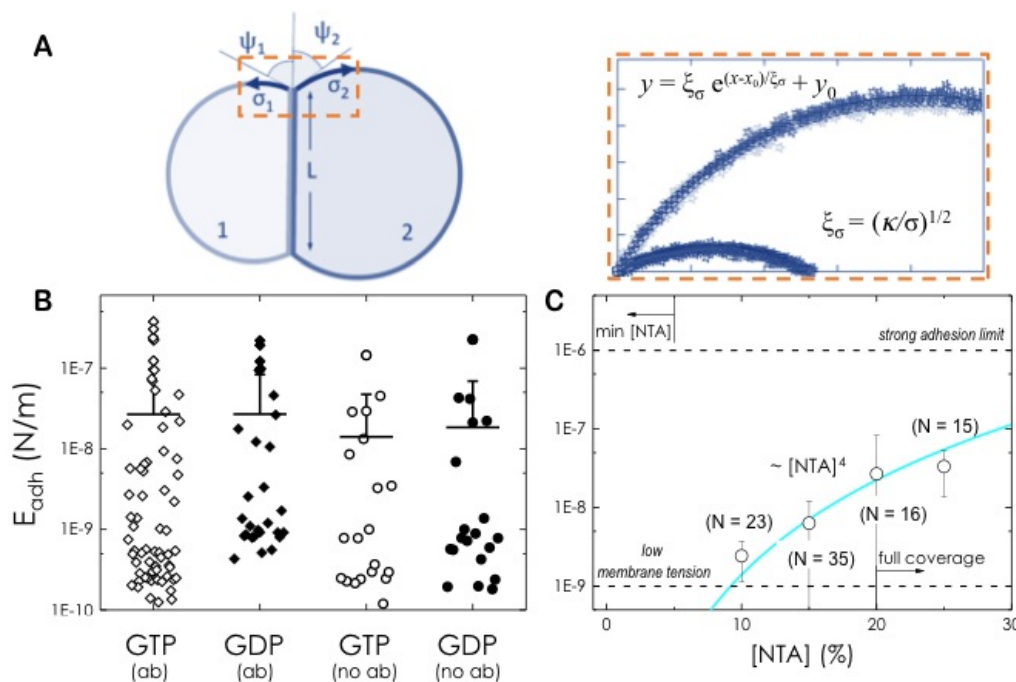 A
ψ1
ψ2
σ1
σ2
L
1
2
y = ξσ e^(x-x0)/ξσ + y0
ξσ = (κ/σ)^1/2
B
Eadh (N/m)
1E-7
1E-8
1E-9
1E-10
GTP
(ab)
GDP
(ab)
GTP
(no ab)
GDP
(no ab)
C
min [NTA]
strong adhesion limit
1E-6
1E-7
1E-8
1E-9
(N = 15)
~ [NTA]^4
(N = 23)
(N = 16)
low
membrane tension
(N = 35)
full coverage
0
10
20
30
[NTA] (%)